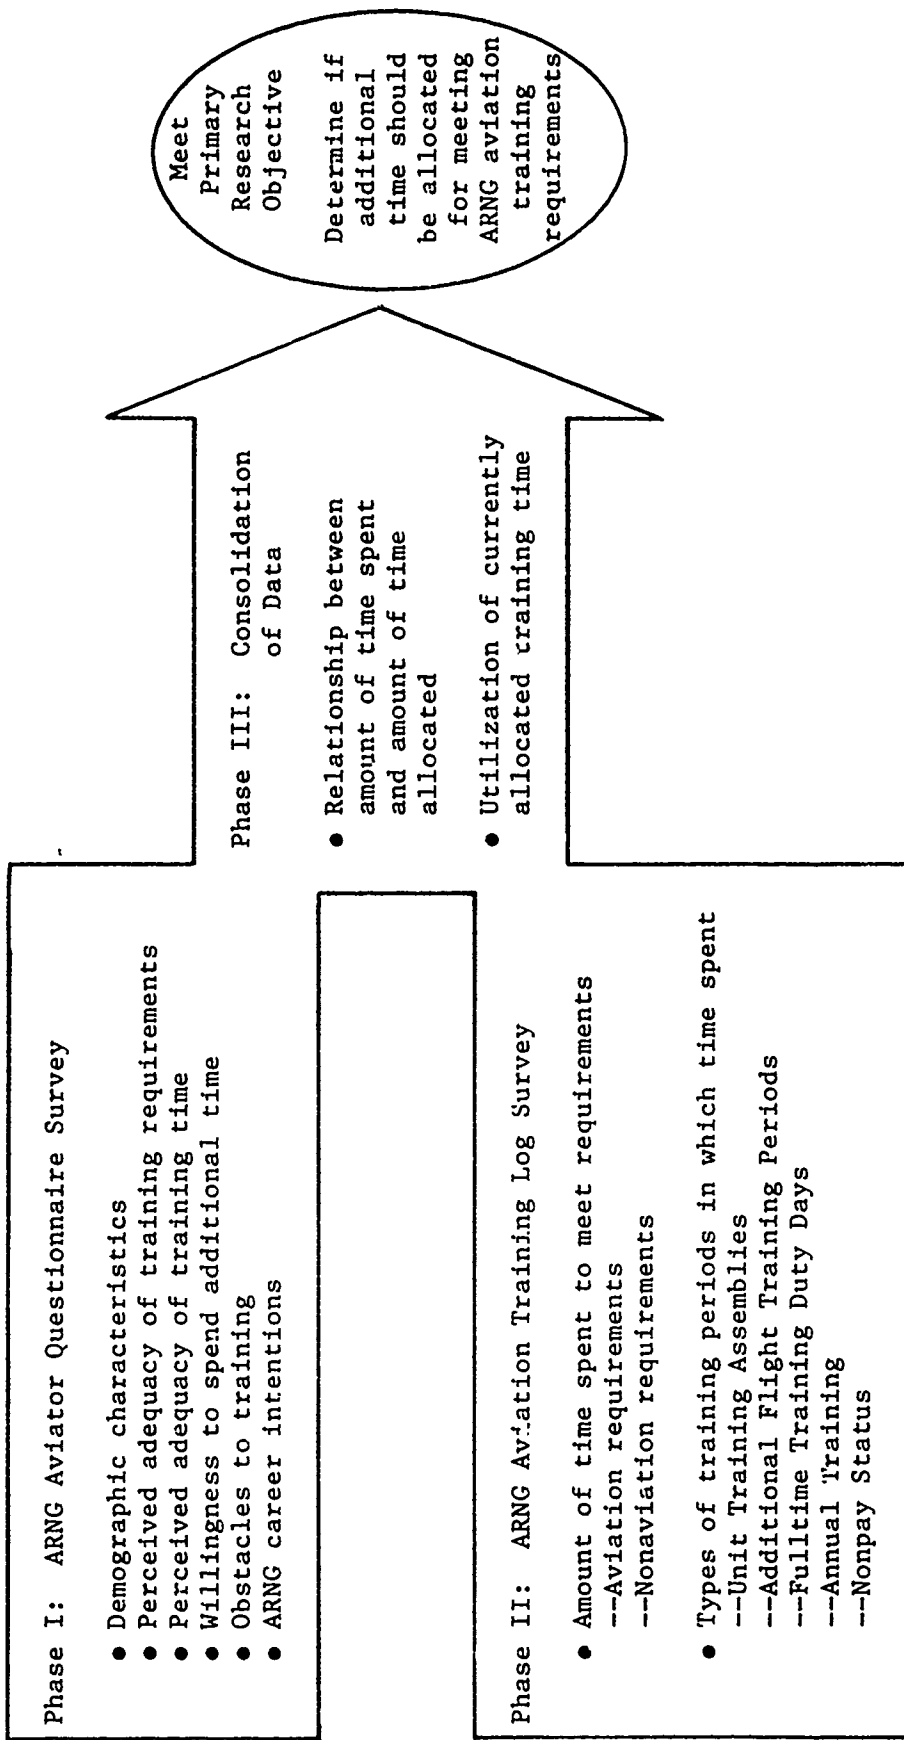 Phase I: ARNG Aviator Questionnaire Survey
● Demographic characteristics
● Perceived adequacy of training requirements
● Perceived adequacy of training time
● Willingness to spend additional time
● Obstacles to training
● ARNG career intentions
Phase II: ARNG Aviation Training Log Survey
● Amount of time spent to meet requirements
--Aviation requirements
--Nonaviation requirements
● Types of training periods in which time spent
--Unit Training Assemblies
--Additional Flight Training Periods
--Fulltime Training Duty Days
--Annual Training
--Nonpay Status
Phase III: Consolidation
of Data
● Relationship between
amount of time spent
and amount of time
allocated
● Utilization of currently
allocated training time
Meet
Primary
Research
Objective
Determine if
additional
time should
be allocated
for meeting
ARNG aviation
training
requirements